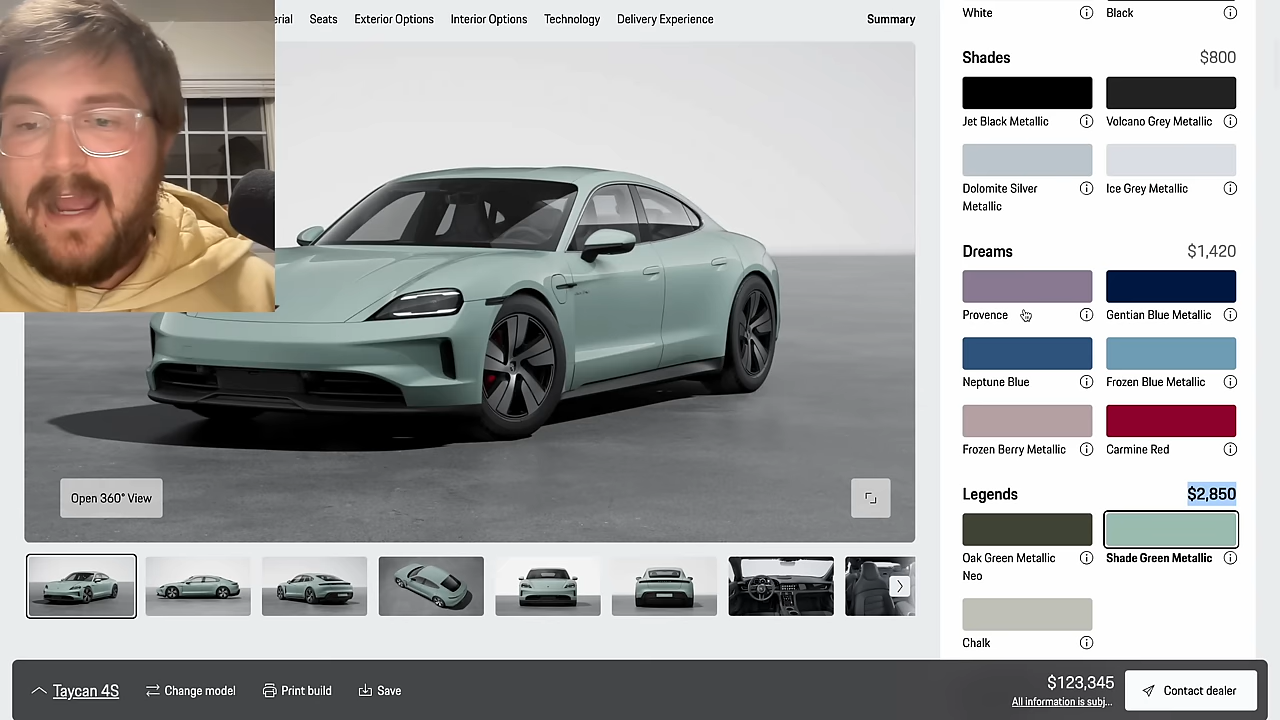 erial Seats Exterior Options Interior Options Technology Delivery Experience Summary
White Black
Shades $800
Jet Black Metallic Volcano Grey Metallic
Dolomite Silver Ice Grey Metallic
Metallic
Dreams $1,420
Provence Gentian Blue Metallic
Neptune Blue Frozen Blue Metallic
Frozen Berry Metallic Carmine Red
Legends $2,850
Oak Green Metallic Shade Green Metallic
Neo
Chalk
Open 360° View
Taycan 4S Change model Print build Save
$123,345
All information is subj...
Contact dealer